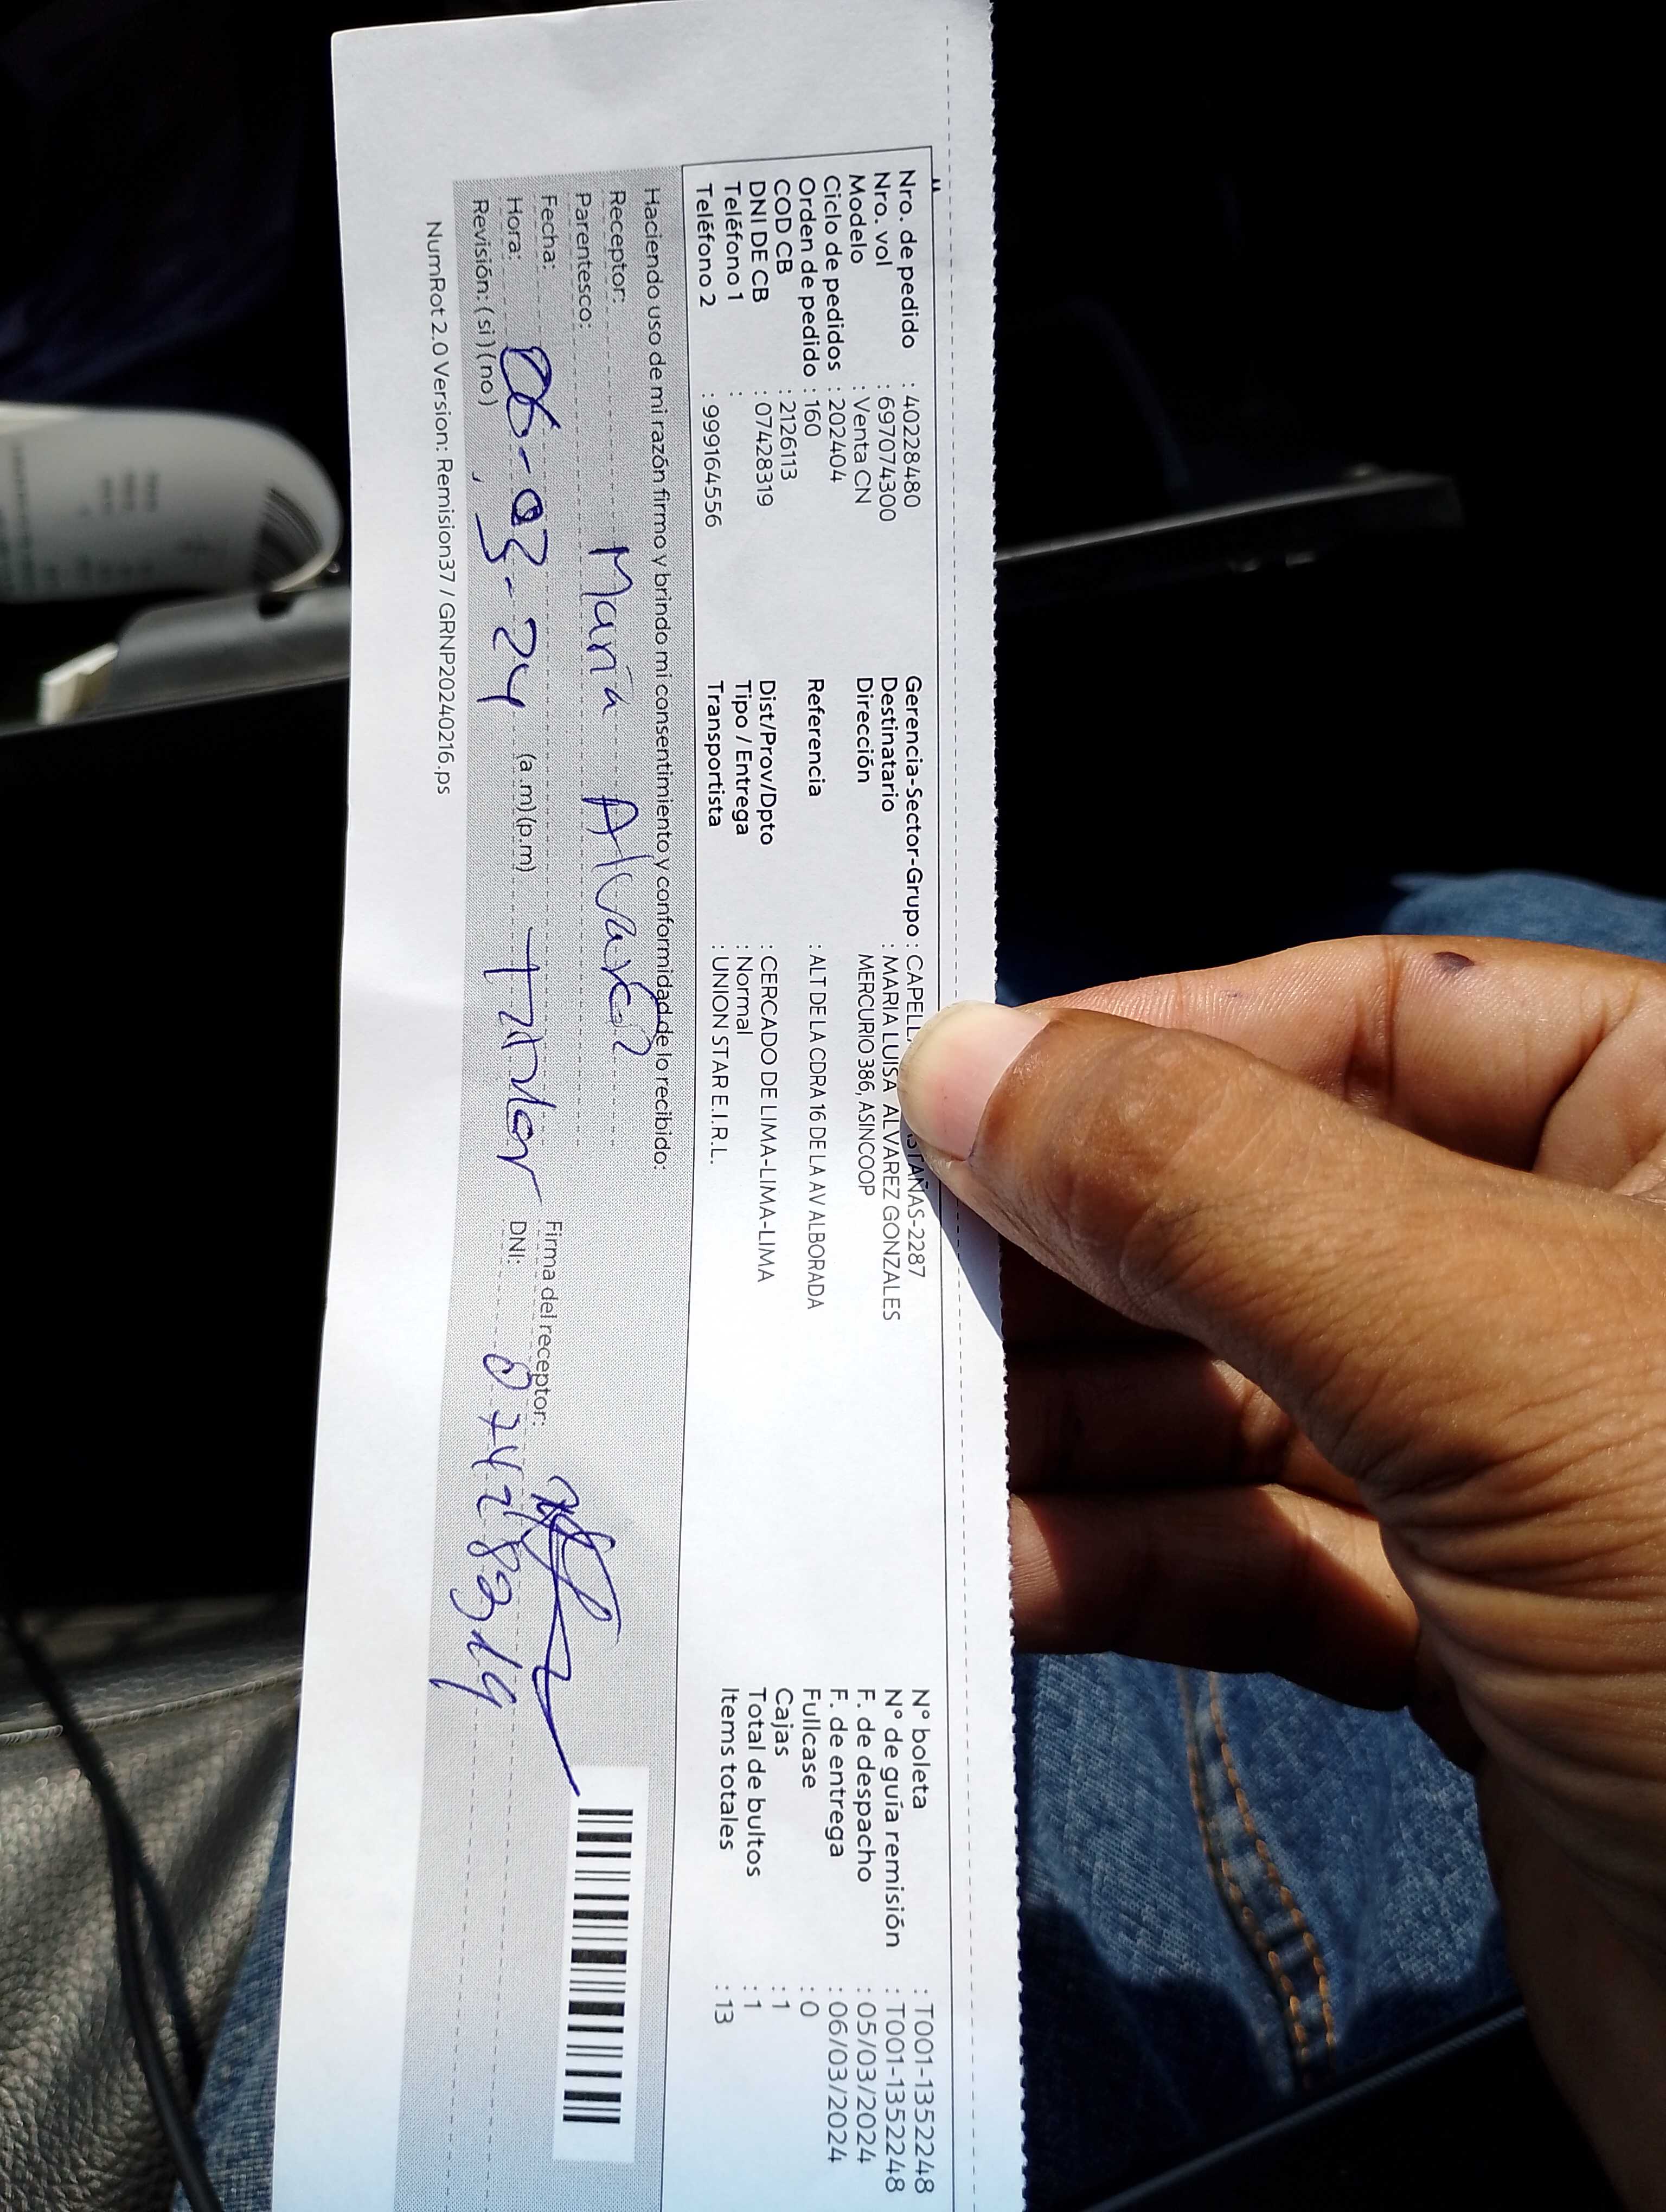 Nro. de pedido : 40228480
Nro. vol : 697074300
Modelo : Venta CN
Ciclo de pedidos : 202404
Orden de pedido : 160
COD CB : 2126113
DNI DE CB : 07428319
Teléfono 1 :
Teléfono 2 : 999164556
Gerencia-Sector-Grupo : CAPELL STAÑAS-2287
Destinatario : MARIA LUISA ALVAREZ GONZALES
Dirección : MERCURIO 386, ASINCOOP
Referencia : ALT DE LA CDRA 16 DE LA AV ALBORADA
Dist/Prov/Dpto : CERCADO DE LIMA-LIMA-LIMA
Tipo / Entrega : Normal
Transportista : UNION STAR E.I.R.L.
N° boleta : T001-1352248
N° de guía remisión : T001-1352248
F. de despacho : 05/03/2024
F. de entrega : 06/03/2024
Fullcase : 0
Cajas : 1
Total de bultos : 1
Items totales : 13
Haciendo uso de mi razón firmo y brindo mi consentimiento y conformidad de lo recibido:
Receptor: María Alvarez
Parentesco: Titular
Fecha: 06-03-24
Hora: (a.m)(p.m)
Revisión: (si)(no)
Firma del receptor:
DNI: 07428319
NumRot 2.0 Version: Remision37 / GRNP20240216.ps